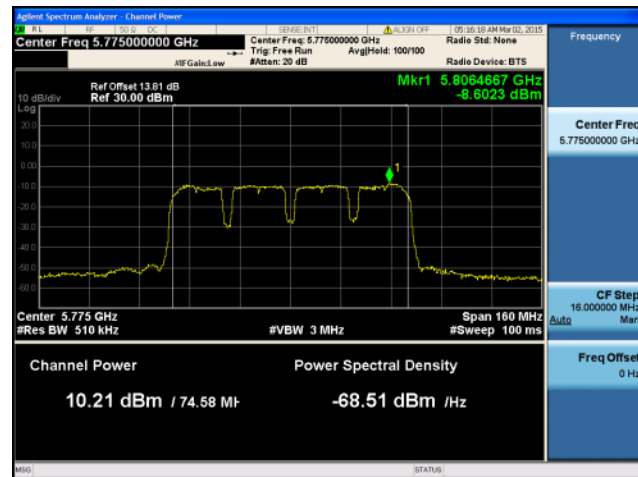 Agilent Spectrum Analyzer - Channel Power
RL RF 50 Ω DC SENSE:INT ALIGN OFF 05:16:18 AM Mar 02, 2015
Center Freq 5.775000000 GHz
Center Freq: 5.775000000 GHz
Radio Std: None
Trig: Free Run Avg|Hold: 100/100
#IFGain:Low
#Atten: 20 dB
Radio Device: BTS
Mkr1 5.8064667 GHz
-8.6023 dBm
Ref Offset 13.81 dB
10 dB/div Ref 30.00 dBm
Log
20.0
10.0
0.00
-10.0
-20.0
-30.0
-40.0
-50.0
-60.0
1
Center 5.775 GHz
Span 160 MHz
#Res BW 510 kHz
#VBW 3 MHz
#Sweep 100 ms
Channel Power
Power Spectral Density
10.21 dBm / 74.58 MH
-68.51 dBm /Hz
MSG
STATUS
Frequency
Center Freq
5.775000000 GHz
CF Step
16.000000 MHz
Auto Man
Freq Offset
0 Hz